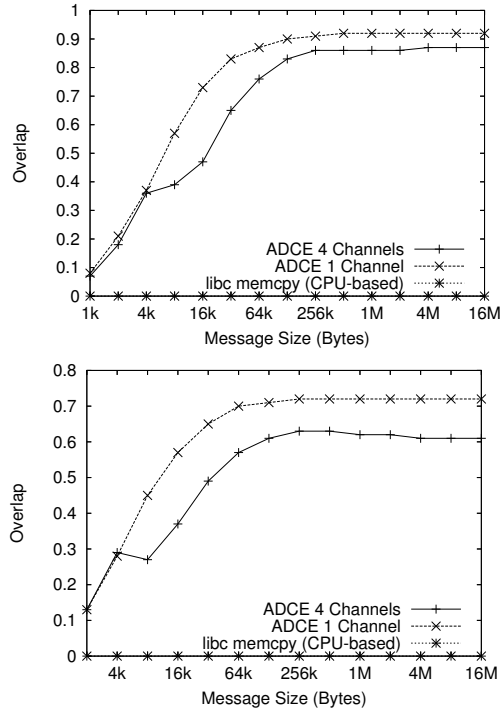 1
0.9
0.8
0.7
0.6
0.5
0.4
0.3
0.2
0.1
0
Overlap
ADCE 4 Channels
ADCE 1 Channel
libc memcpy (CPU-based)
1k 4k 16k 64k 256k 1M 4M 16M
Message Size (Bytes)
0.8
0.7
0.6
0.5
0.4
0.3
0.2
0.1
0
Overlap
ADCE 4 Channels
ADCE 1 Channel
libc memcpy (CPU-based)
4k 16k 64k 256k 1M 4M 16M
Message Size (Bytes)